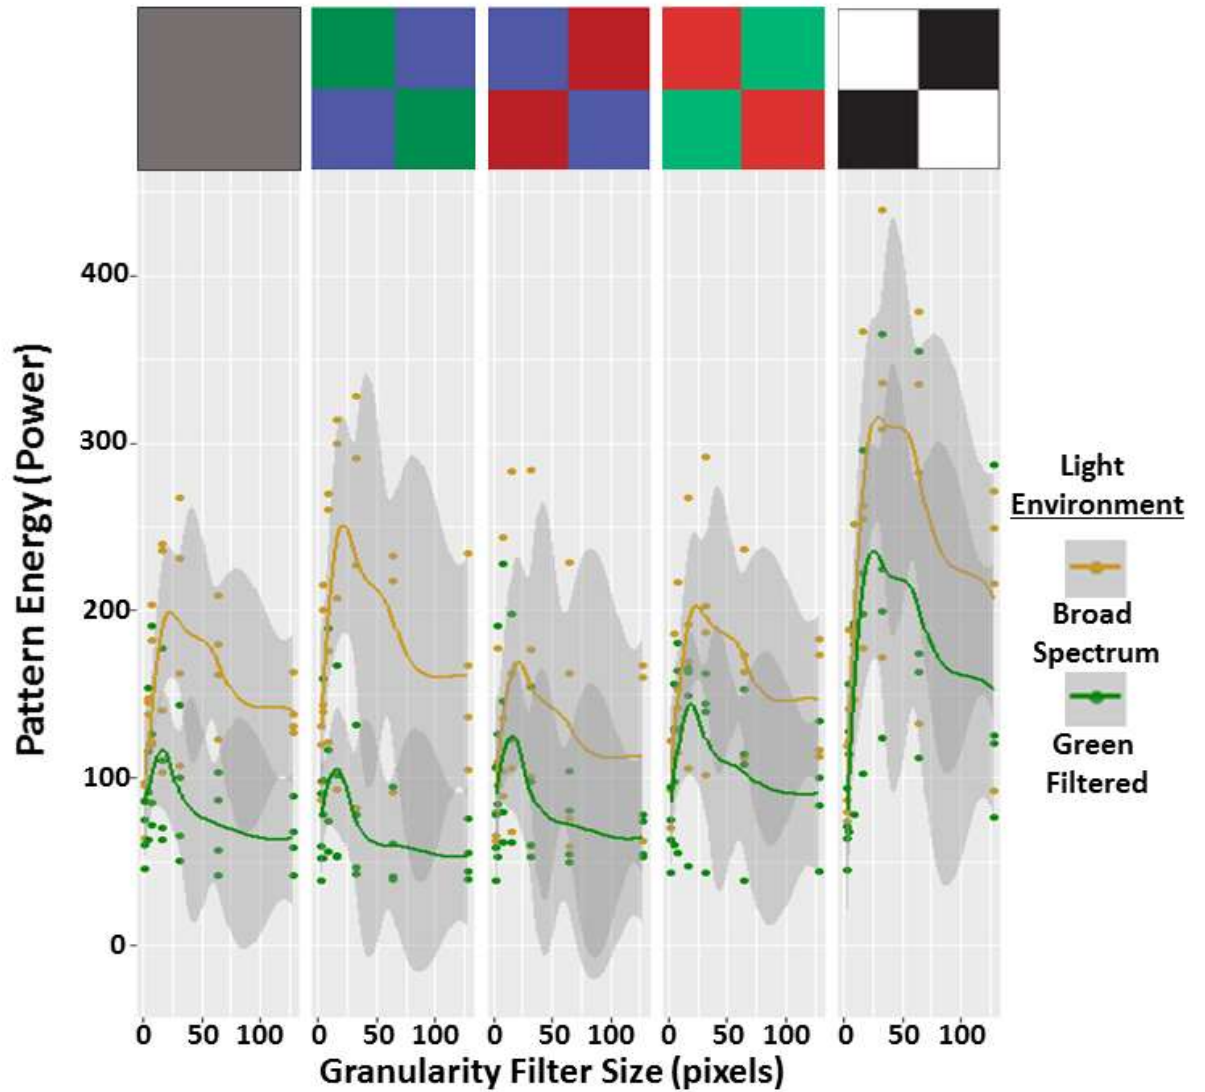 400
300
200
100
0
Pattern Energy (Power)
0 50 100 0 50 100 0 50 100 0 50 100 0 50 100
Granularity Filter Size (pixels)
Light
Environment
Broad
Spectrum
Green
Filtered